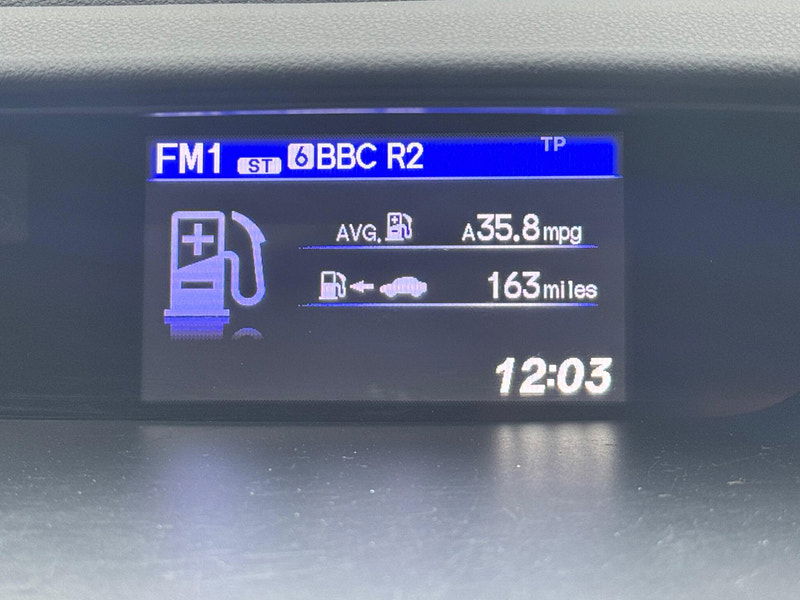 FM1 ST 6 BBC R2 TP
AVG. A35.8mpg
163miles
12:03